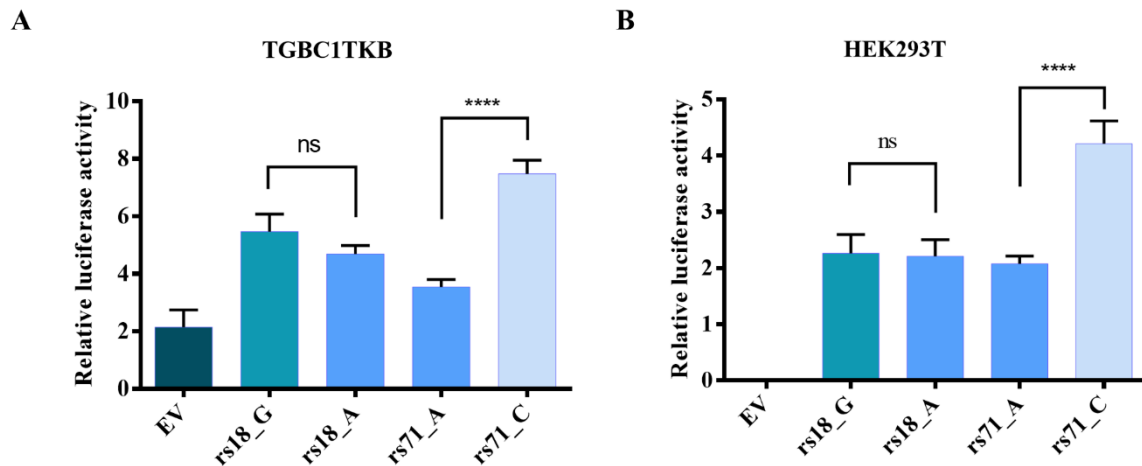 A
TGBC1TKB
Relative luciferase activity
10
8
6
4
2
0
ns
****
EV
rs18_G
rs18_A
rs71_A
rs71_C
B
HEK293T
Relative luciferase activity
5
4
3
2
1
0
ns
****
EV
rs18_G
rs18_A
rs71_A
rs71_C